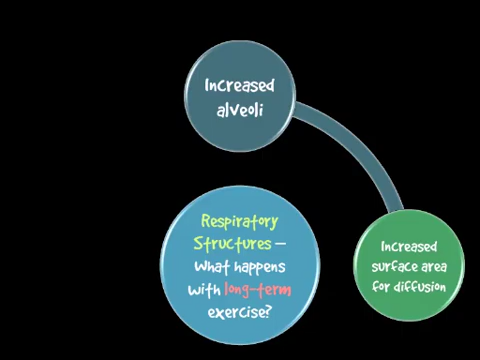 Increased
alveoli
Respiratory
Structures –
What happens
with long-term
exercise?
Increased
surface area
for diffusion